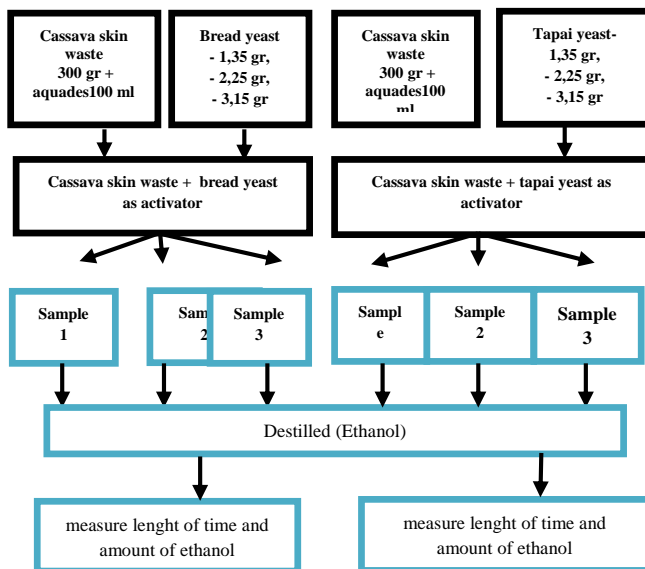 Cassava skin
waste
300 gr +
aquades100 ml
Bread yeast
- 1,35 gr,
- 2,25 gr,
- 3,15 gr
Cassava skin
waste
300 gr +
aquades100
Tapai yeast-
1,35 gr,
- 2,25 gr,
- 3,15 gr
Cassava skin waste + bread yeast
as activator
Cassava skin waste + tapai yeast as
activator
Sample
1
Sam
2
Sample
3
Sampl
e
Sample
2
Sample
3
Destilled (Ethanol)
measure lenght of time and
amount of ethanol
measure lenght of time and
amount of ethanol